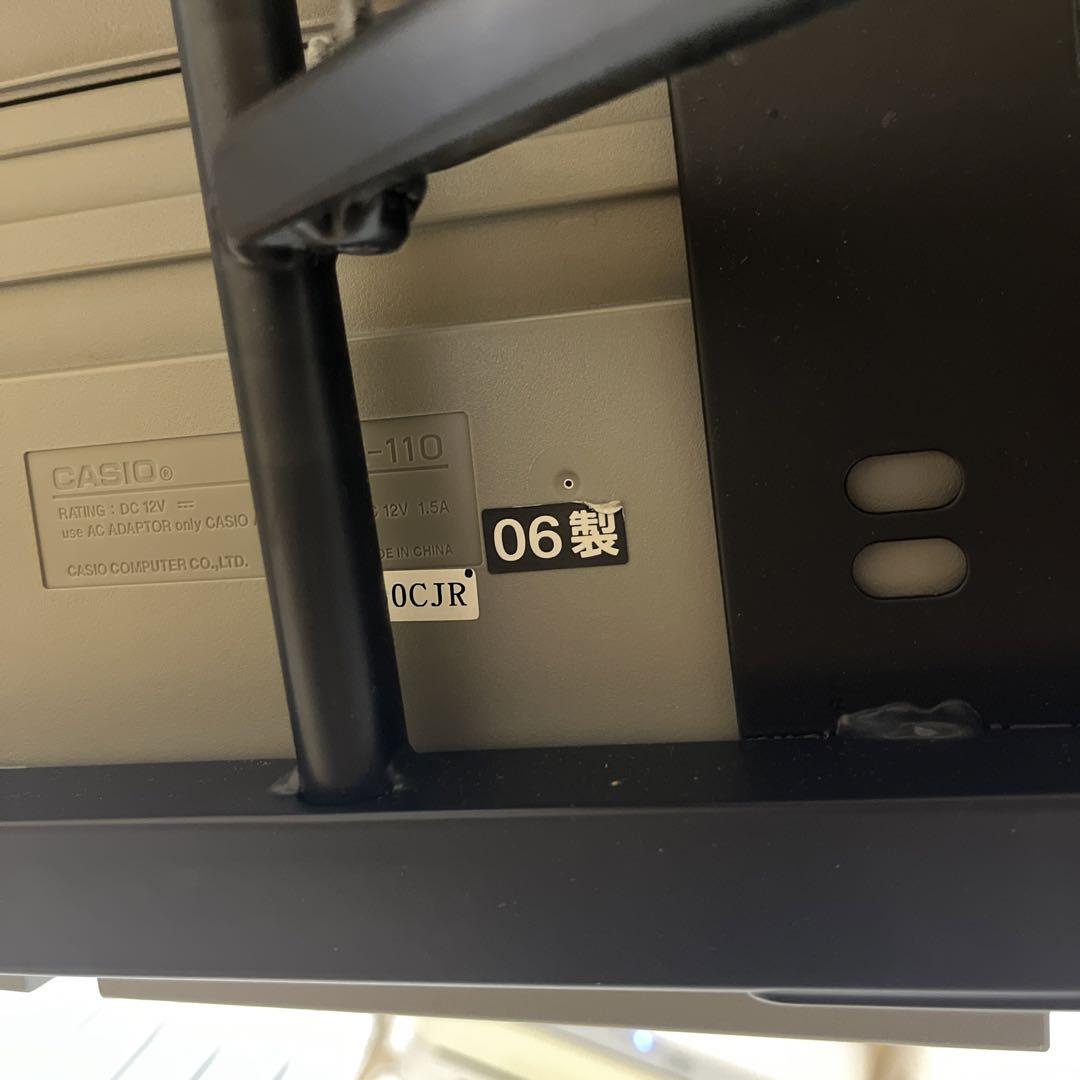 CASIO® -110
RATING : DC 12V ⎓ 12V 1.5A
use AC ADAPTOR only CASIO
CASIO COMPUTER CO.,LTD. DE IN CHINA
0CJR
06製